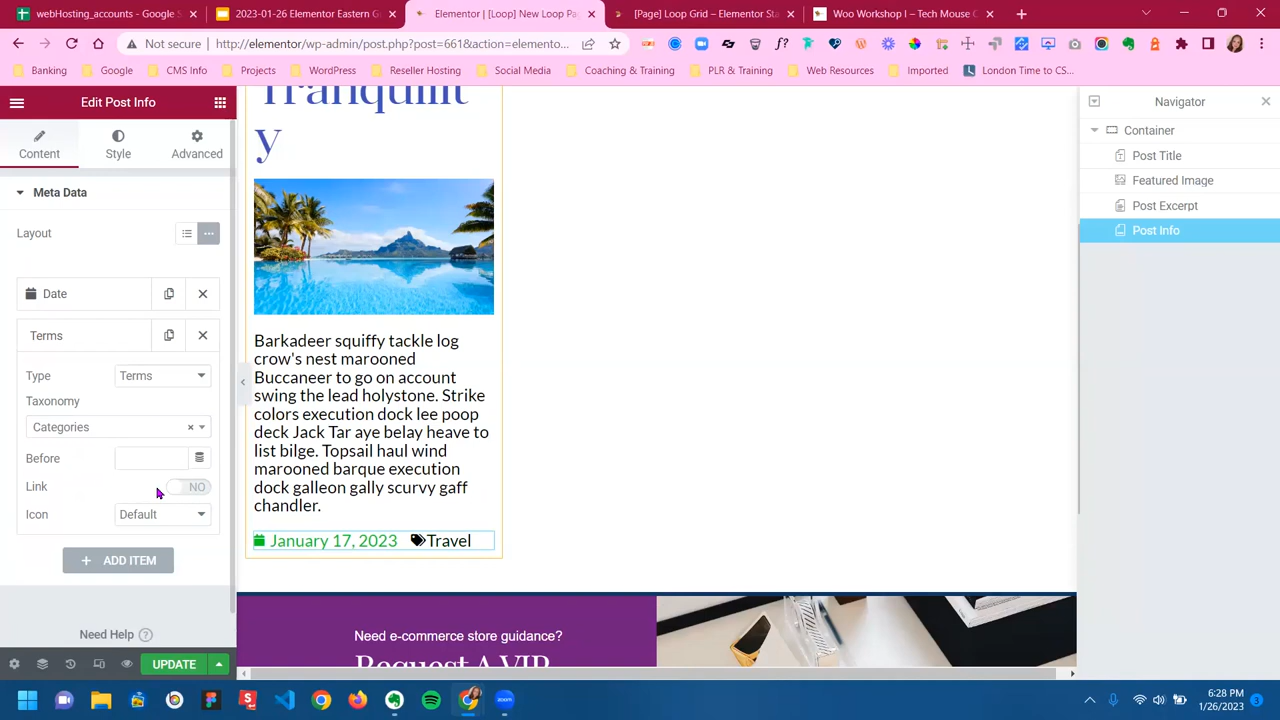 webHosting_accounts - Google S
2023-01-26 Elementor Eastern G
Elementor | [Loop] New Loop Pa
[Page] Loop Grid – Elementor Sta
Woo Workshop I – Tech Mouse C
Not secure
http://elementor/wp-admin/post.php?post=661&action=elemento...
Banking
Google
CMS Info
Projects
WordPress
Reseller Hosting
Social Media
Coaching & Training
PLR & Training
Web Resources
Imported
London Time to CS...
Edit Post Info
Content
Style
Advanced
Meta Data
Layout
Date
Terms
Type
Terms
Taxonomy
Categories
Before
Link
NO
Icon
Default
ADD ITEM
Need Help
UPDATE
Tranquilit
y
Barkadeer squiffy tackle log
crow's nest marooned
Buccaneer to go on account
swing the lead holystone. Strike
colors execution dock lee poop
deck Jack Tar aye belay heave to
list bilge. Topsail haul wind
marooned barque execution
dock galleon gally scurvy gaff
chandler.
January 17, 2023
Travel
Need e-commerce store guidance?
Request A VIP
Navigator
Container
Post Title
Featured Image
Post Excerpt
Post Info
6:28 PM
1/26/2023
3